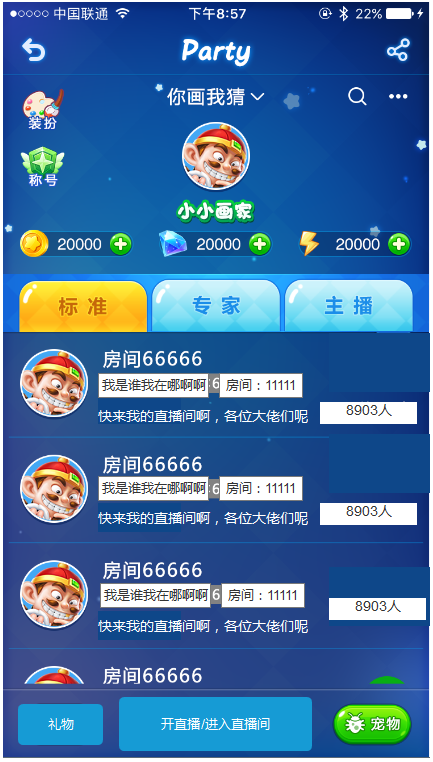 中国联通 下午8:57 22%
Party
你画我猜
装扮
称号
小小画家
20000 20000 20000
标准 专家 主播
房间66666
我是谁我在哪啊啊 :6 房间：11111
快来我的直播间啊，各位大佬们呢 8903人
房间66666
我是谁我在哪啊啊 :6 房间：11111
快来我的直播间啊，各位大佬们呢 8903人
房间66666
我是谁我在哪啊啊 6 房间：11111
快来我的直播间啊，各位大佬们呢 8903人
房间66666
礼物 开直播/进入直播间 宠物